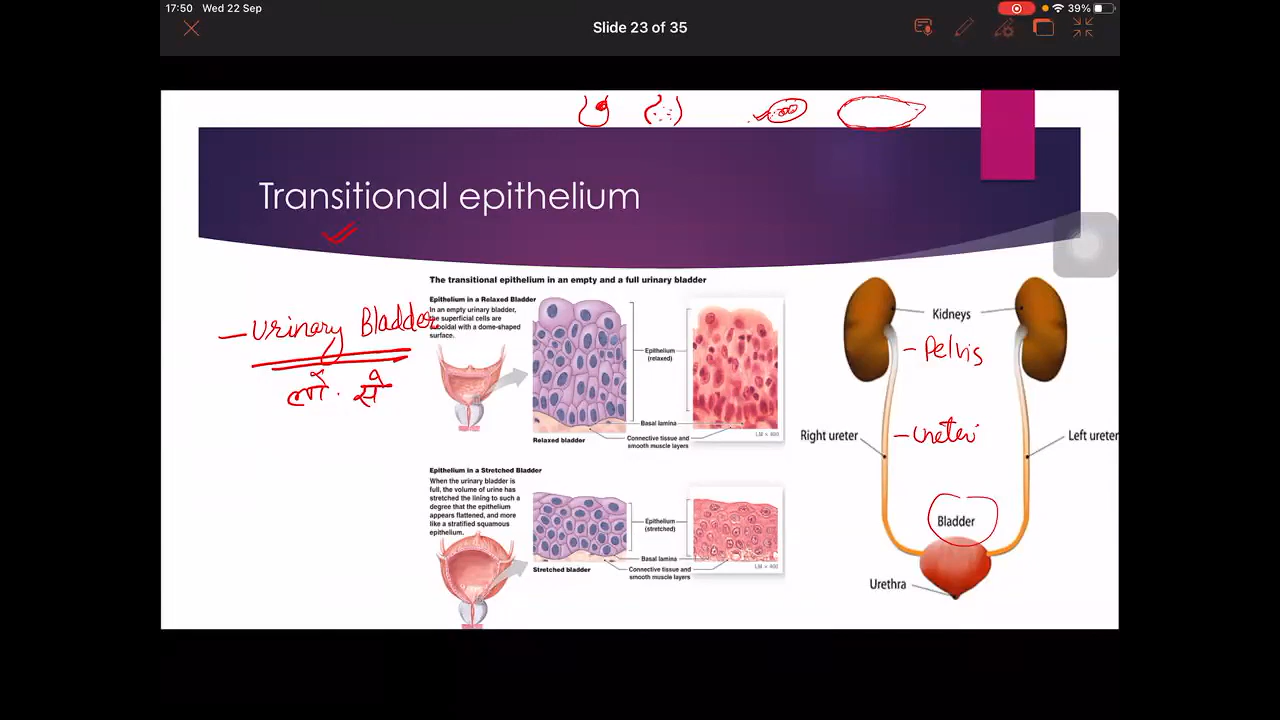 17:50 Wed 22 Sep
39%
Slide 23 of 35
Transitional epithelium
The transitional epithelium in an empty and a full urinary bladder
Epithelium in a Relaxed Bladder
In an empty urinary bladder,
superficial cells are
with a dome-shaped
surface.
- Urinary Bladder
Epithelium
(relaxed)
Basal lamina
Connective tissue and
smooth muscle layers
Relaxed bladder
LM × 400
Epithelium in a Stretched Bladder
When the urinary bladder is
full, the volume of urine has
stretched the lining to such a
degree that the epithelium
appears flattened, and more
like a stratified squamous
epithelium.
Epithelium
(stretched)
Basal lamina
Connective tissue and
smooth muscle layers
Stretched bladder
LM × 400
Kidneys
- Pelvis
Right ureter
- Ureter
Left ureter
Bladder
Urethra